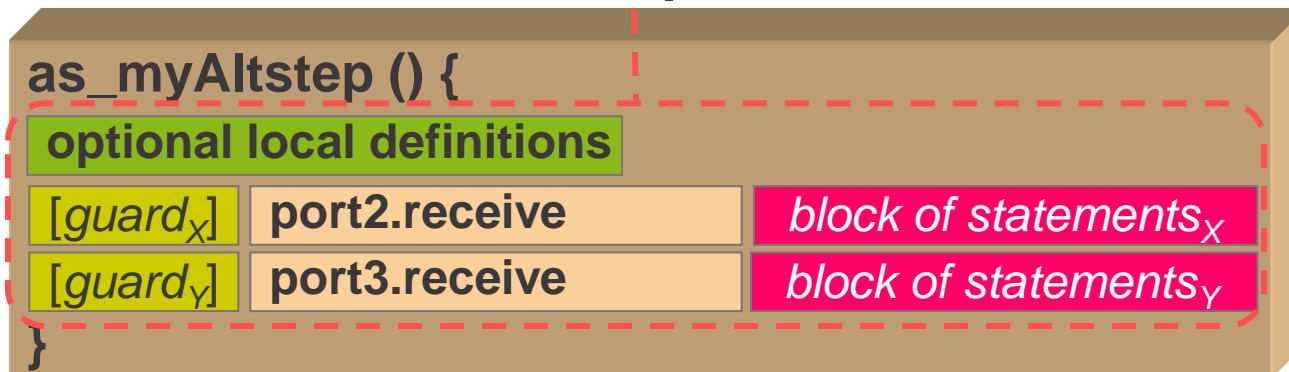 as_myAltstep () {
optional local definitions
[guardX] port2.receive block of statementsX
[guardY] port3.receive block of statementsY
}